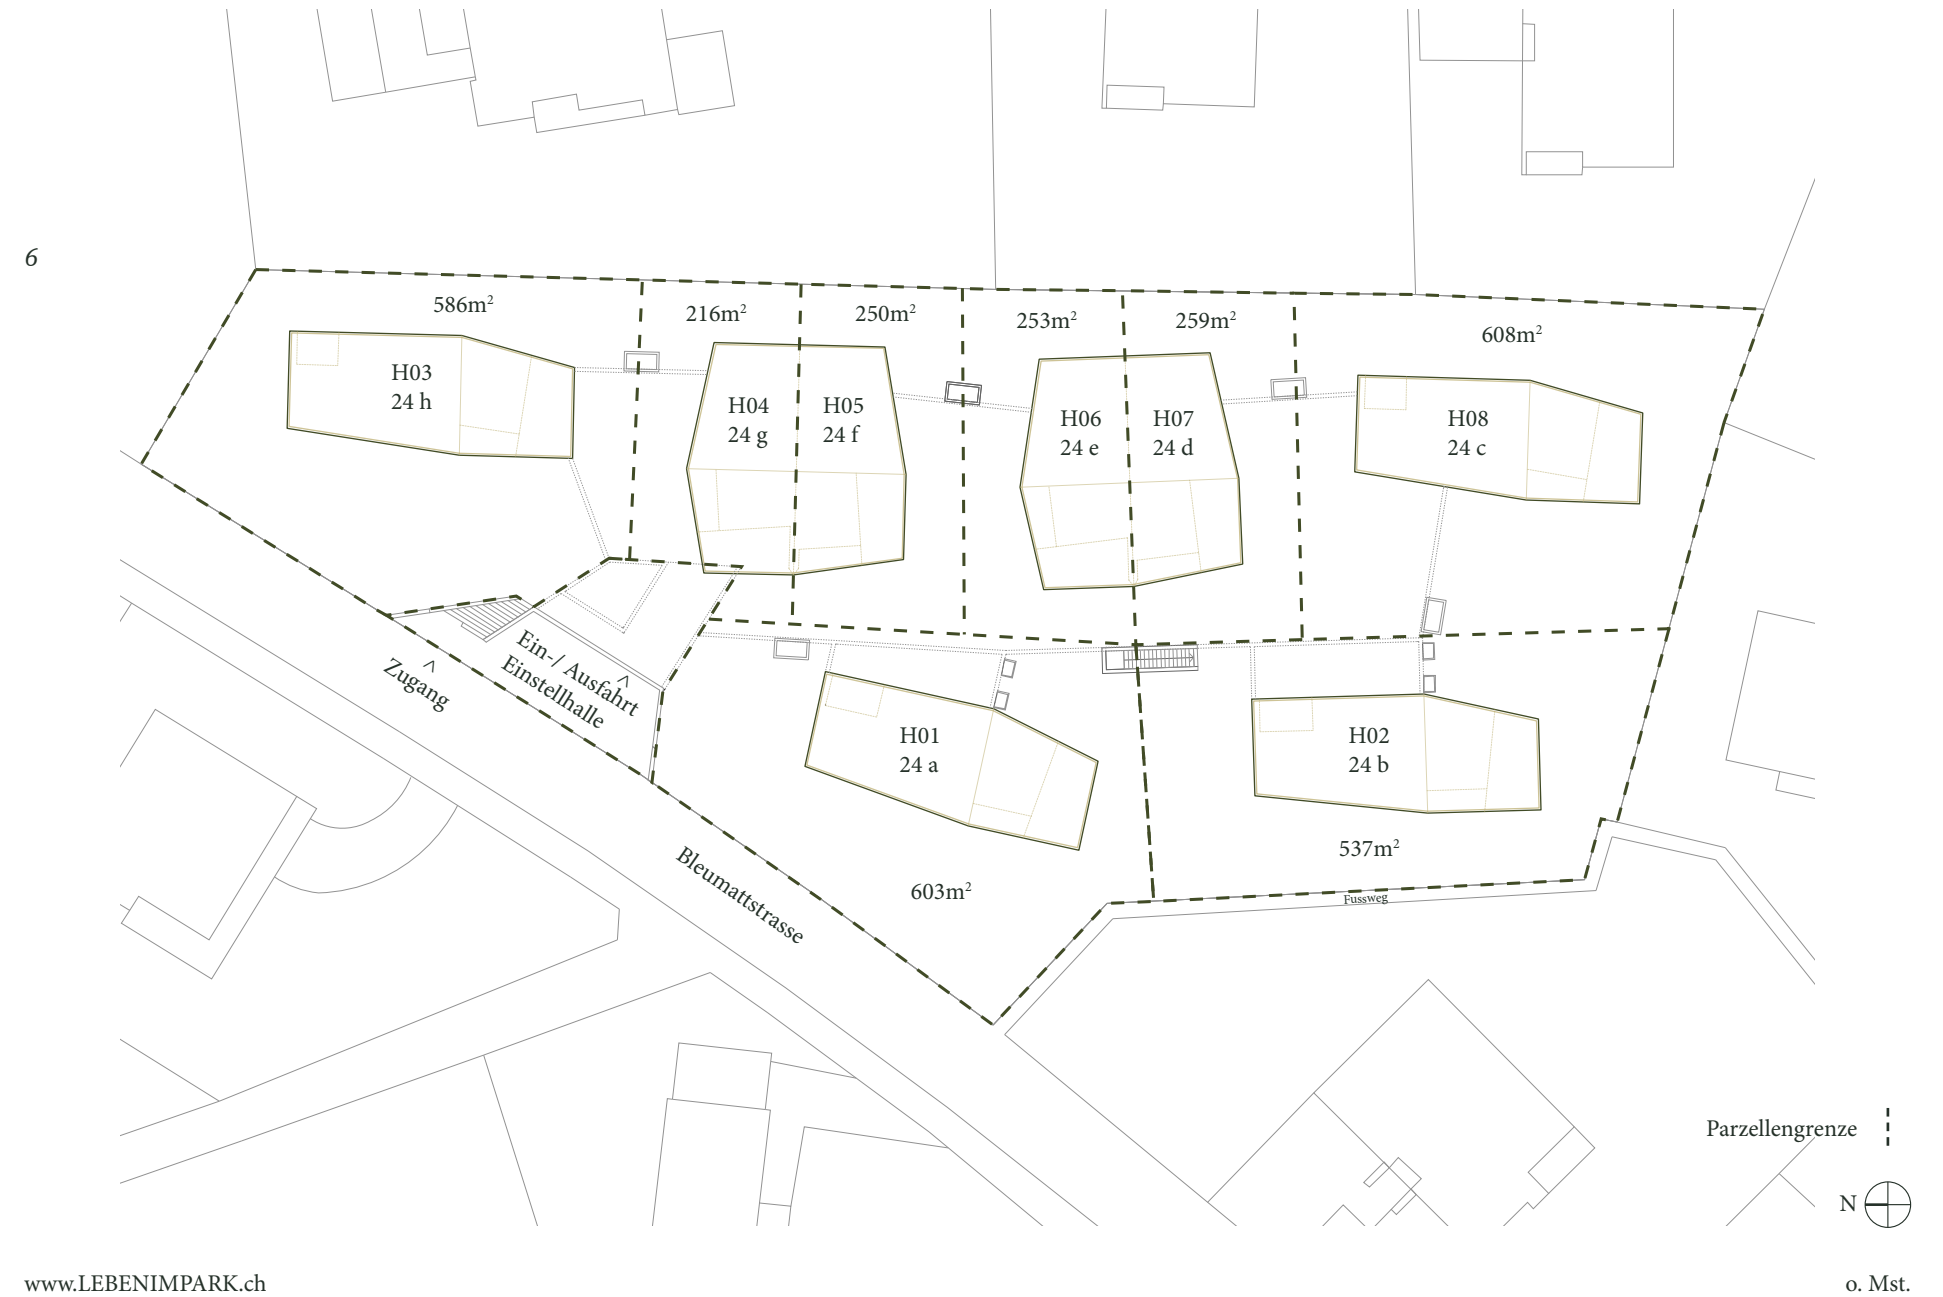 6
586m²
216m²
250m²
253m²
259m²
608m²
H03
24 h
H04
24 g
H05
24 f
H06
24 e
H07
24 d
H08
24 c
Zugang
Ein-/ Ausfahrt
Einstellhalle
H01
24 a
H02
24 b
603m²
537m²
Bleumattstrasse
Fussweg
Parzellengrenze
N
www.LEBENIMPARK.ch
o. Mst.